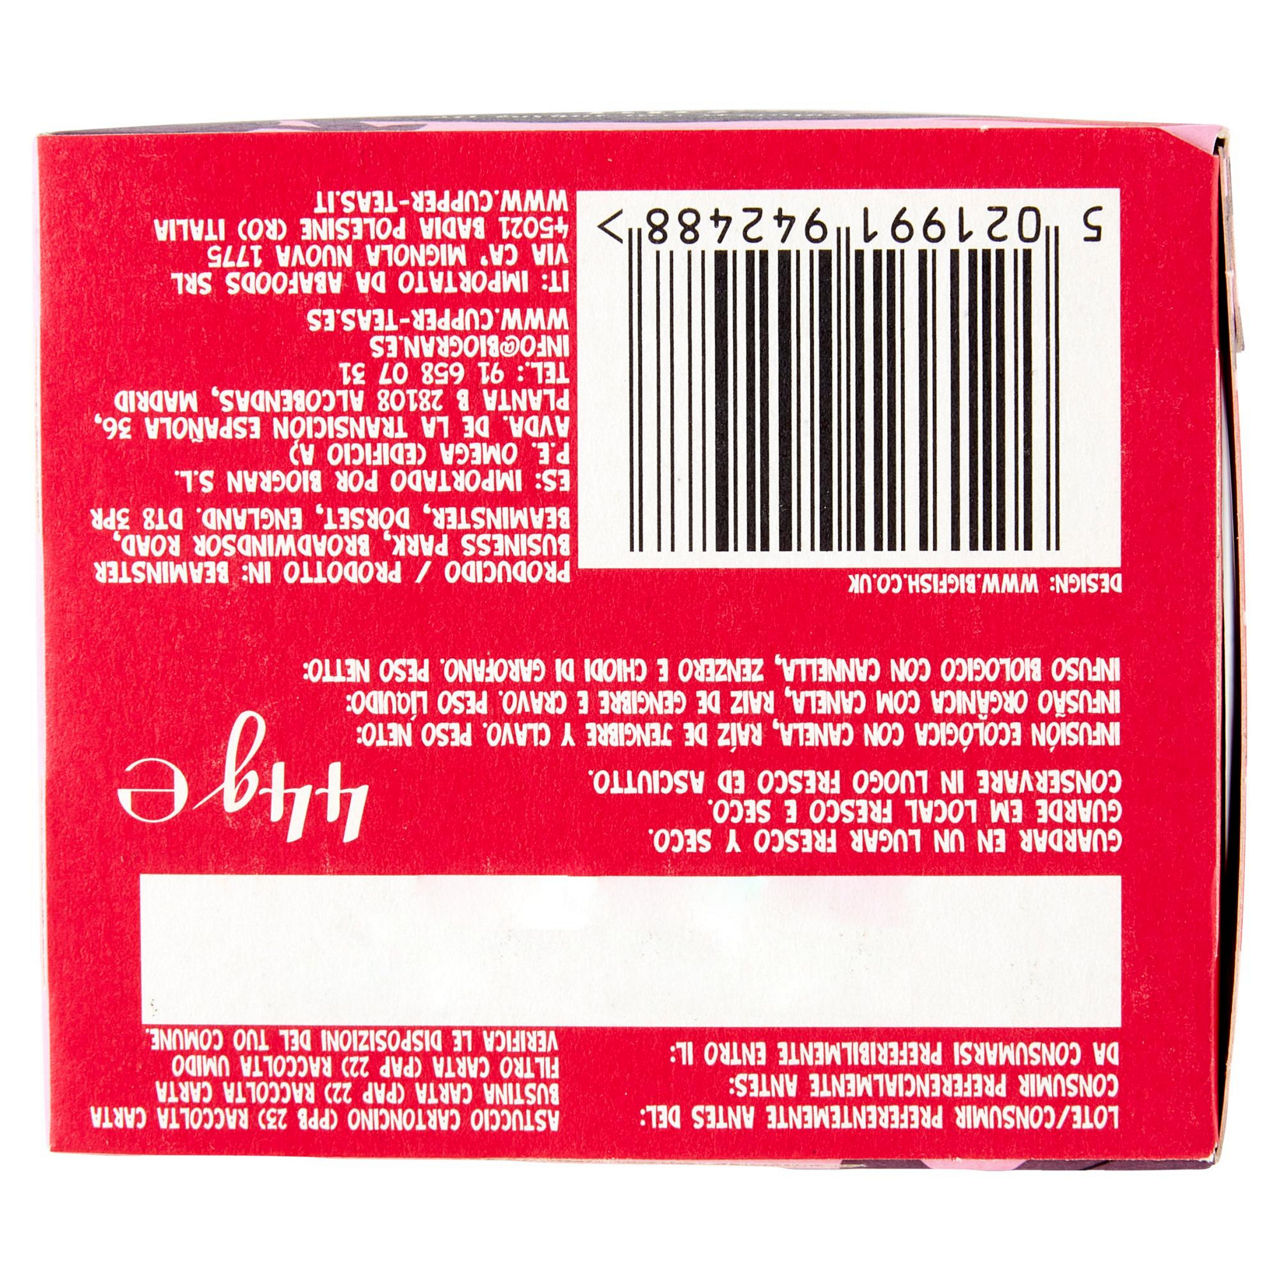 ASTUCCIO CARTONCINO (PPB 23) RACCOLTA CARTA
BUSTINA CARTA (PAP 22) RACCOLTA CARTA
FILTRO CARTA (PAP 22) RACCOLTA UMIDO
VERIFICA LE DISPOSIZIONI DEL TUO COMUNE.
LOTE/CONSUMIR PREFERENTEMENTE ANTES DEL:
CONSUMIR PREFERENCIALMENTE ANTES:
DA CONSUMARSI PREFERIBILMENTE ENTRO IL:
GUARDAR EN UN LUGAR FRESCO Y SECO.
GUARDE EM LOCAL FRESCO E SECO.
CONSERVARE IN LUOGO FRESCO ED ASCIUTTO.
INFUSIÓN ECOLÓGICA CON CANELA, RAÍZ DE JENGIBRE Y CLAVO. PESO NETO:
INFUSÃO ORGÂNICA COM CANELA, RAIZ DE GENGIBRE E CRAVO. PESO LÍQUIDO:
INFUSO BIOLOGICO CON CANNELLA, ZENZERO E CHIODI DI GAROFANO. PESO NETTO:
44g e
DESIGN: WWW.BIGFISH.CO.UK
5 021991 942488 >
PRODUCIDO / PRODOTTO IN: BEAMINSTER
BUSINESS PARK, BROADWINDSOR ROAD,
BEAMINSTER, DORSET, ENGLAND. DT8 3PR
ES: IMPORTADO POR BIOGRAN S.L.
P.E. OMEGA (EDIFICIO A)
AVDA. DE LA TRANSICIÓN ESPAÑOLA 36,
PLANTA B 28108 ALCOBENDAS, MADRID
TEL.: 91 658 07 31
INFO@BIOGRAN.ES
WWW.CUPPER-TEAS.ES
IT: IMPORTATO DA ABAFOODS SRL
VIA CA' MIGNOLA NUOVA 1775
45021 BADIA POLESINE (RO) ITALIA
WWW.CUPPER-TEAS.IT